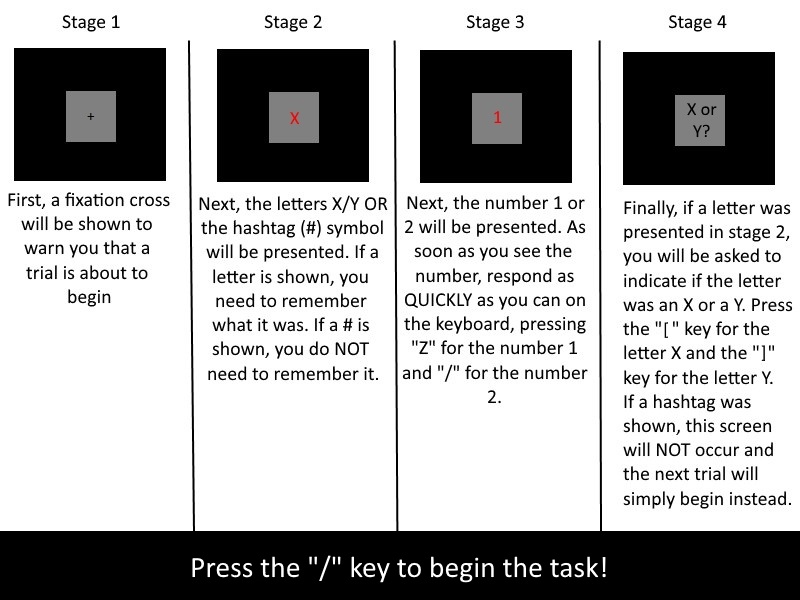 Stage 1
+
First, a fixation cross
will be shown to
warn you that a
trial is about to
begin
Stage 2
X
Next, the letters X/Y OR
the hashtag (#) symbol
will be presented. If a
letter is shown, you
need to remember
what it was. If a # is
shown, you do NOT
need to remember it.
Stage 3
1
Next, the number 1 or
2 will be presented. As
soon as you see the
number, respond as
QUICKLY as you can on
the keyboard, pressing
"Z" for the number 1
and "/" for the number
2.
Stage 4
X or
Y?
Finally, if a letter was
presented in stage 2,
you will be asked to
indicate if the letter
was an X or a Y. Press
the "[" key for the
letter X and the "]"
key for the letter Y.
If a hashtag was
shown, this screen
will NOT occur and
the next trial will
simply begin instead.
Press the "/" key to begin the task!